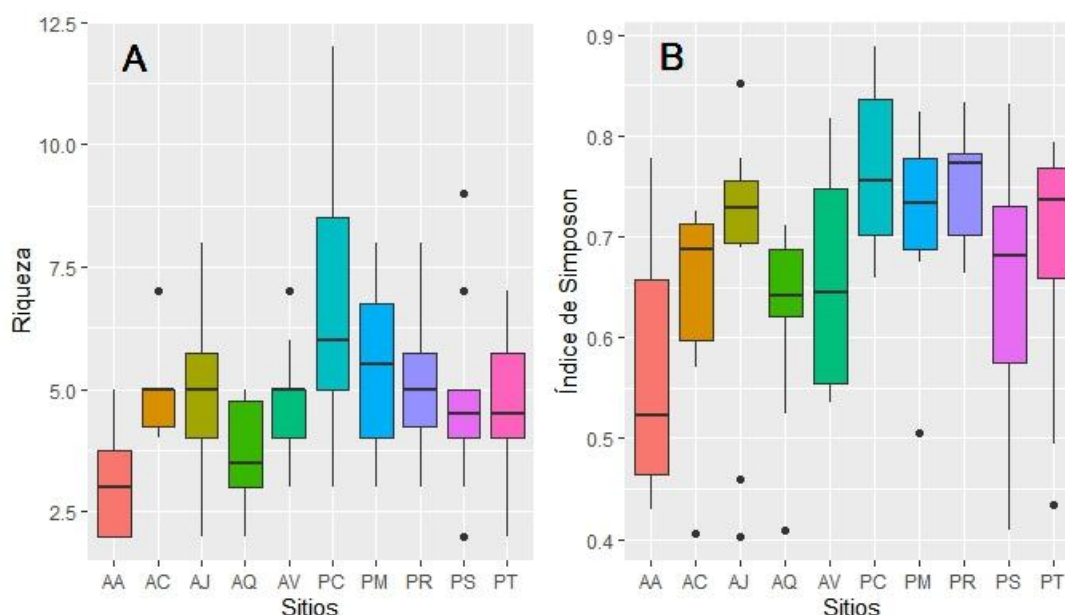 A
Riqueza
12.5
10.0
7.5
5.0
2.5
AA AC AJ AQ AV PC PM PR PS PT
Sitios
B
Índice de Simposon
0.9
0.8
0.7
0.6
0.5
0.4
AA AC AJ AQ AV PC PM PR PS PT
Sitios